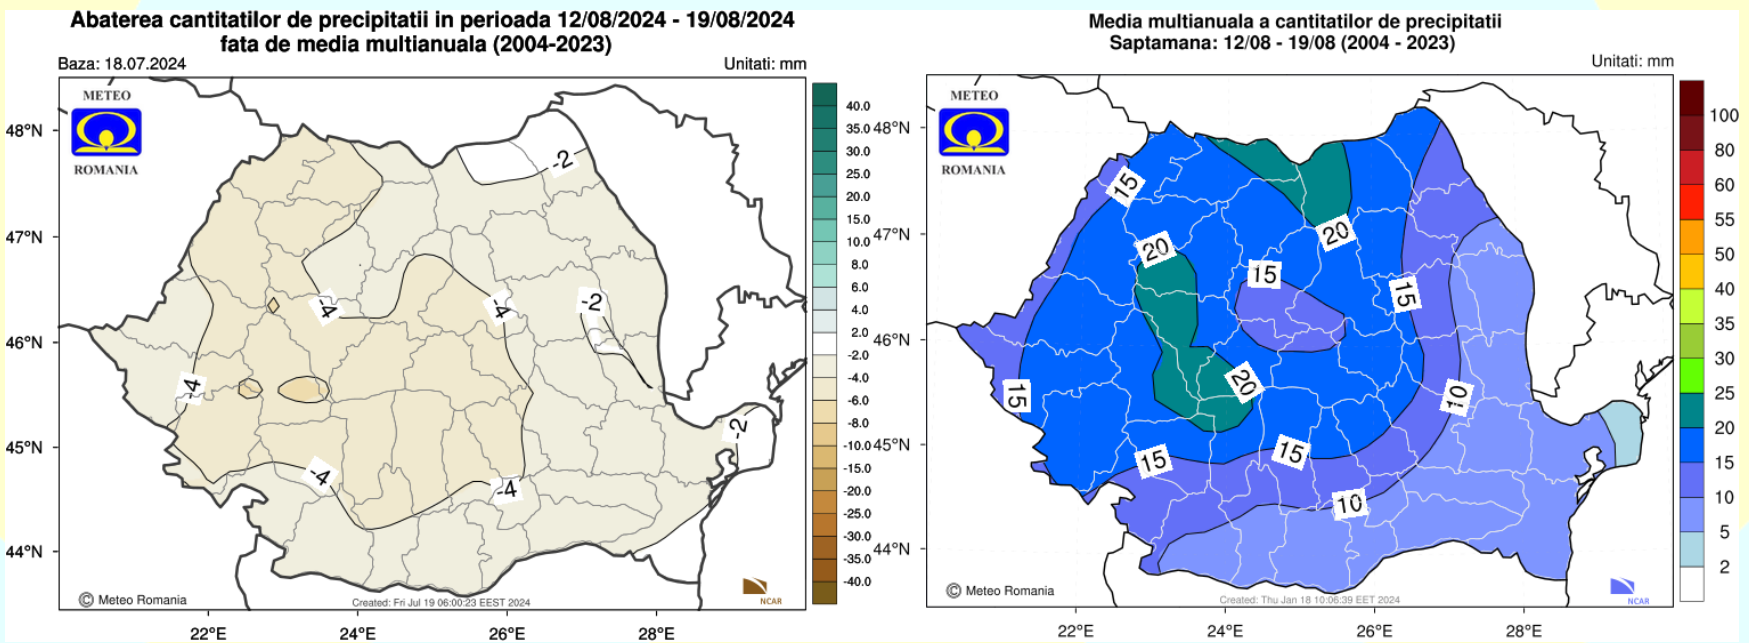 Abaterea cantitatilor de precipitatii in perioada 12/08/2024 - 19/08/2024
fata de media multianuala (2004-2023)
Baza: 18.07.2024
Unitati: mm
METEO
ROMANIA
48°N
47°N
46°N
45°N
44°N
-2
-4
-4
-2
-4
-2
-4
-4
40.0
35.0
30.0
25.0
20.0
15.0
10.0
8.0
6.0
4.0
2.0
-2.0
-4.0
-6.0
-8.0
-10.0
-15.0
-20.0
-25.0
-30.0
-35.0
-40.0
© Meteo Romania
Created: Fri Jul 19 06:00:23 EEST 2024
NCAR
22°E
24°E
26°E
28°E
Media multianuala a cantitatilor de precipitatii
Saptamana: 12/08 - 19/08 (2004 - 2023)
Unitati: mm
METEO
ROMANIA
48°N
47°N
46°N
45°N
44°N
15
20
20
15
15
20
15
10
15
15
10
100
80
60
55
50
40
35
30
25
20
15
10
5
2
© Meteo Romania
Created: Thu Jan 18 10:06:39 EET 2024
NCAR
22°E
24°E
26°E
28°E